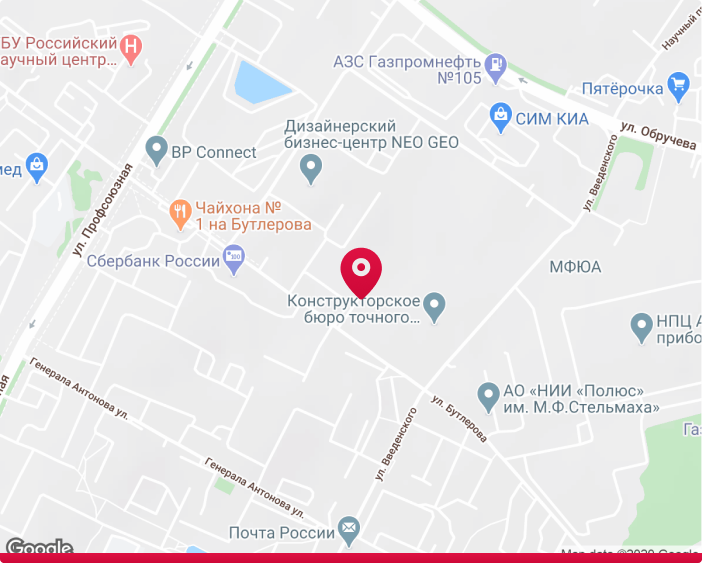 Научный п
БУ Российский
аучный центр...
АЗС Газпромнефть
№105
Пятёрочка
СИМ КИА
ул. Обручева
Дизайнерский
бизнес-центр NEO GEO
BP Connect
мед
ул. Профсоюзная
ул. Введенского
Чайхона №
1 на Бутлерова
Сбербанк России
МФЮА
Конструкторское
бюро точного...
НПЦ А
прибо
Генерала Антонова ул.
АО «НИИ «Полюс»
им. М.Ф.Стельмаха»
ная
ул. Бутлерова
ул. Введенского
Газ
Генерала Антонова ул.
Почта России
Google
Map data ©2020 Google